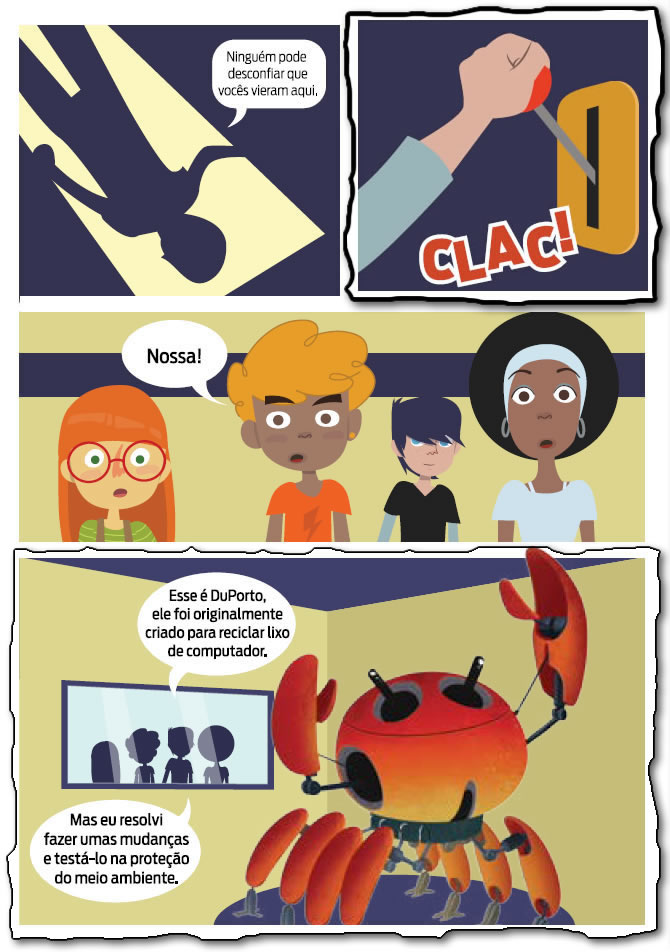 Ninguém pode
desconfiar que
vocês vieram aqui.
CLAC!
Nossa!
Esse é DuPorto,
ele foi originalmente
criado para reciclar lixo
de computador.
Mas eu resolvi
fazer umas mudanças
e testá-lo na proteção
do meio ambiente.